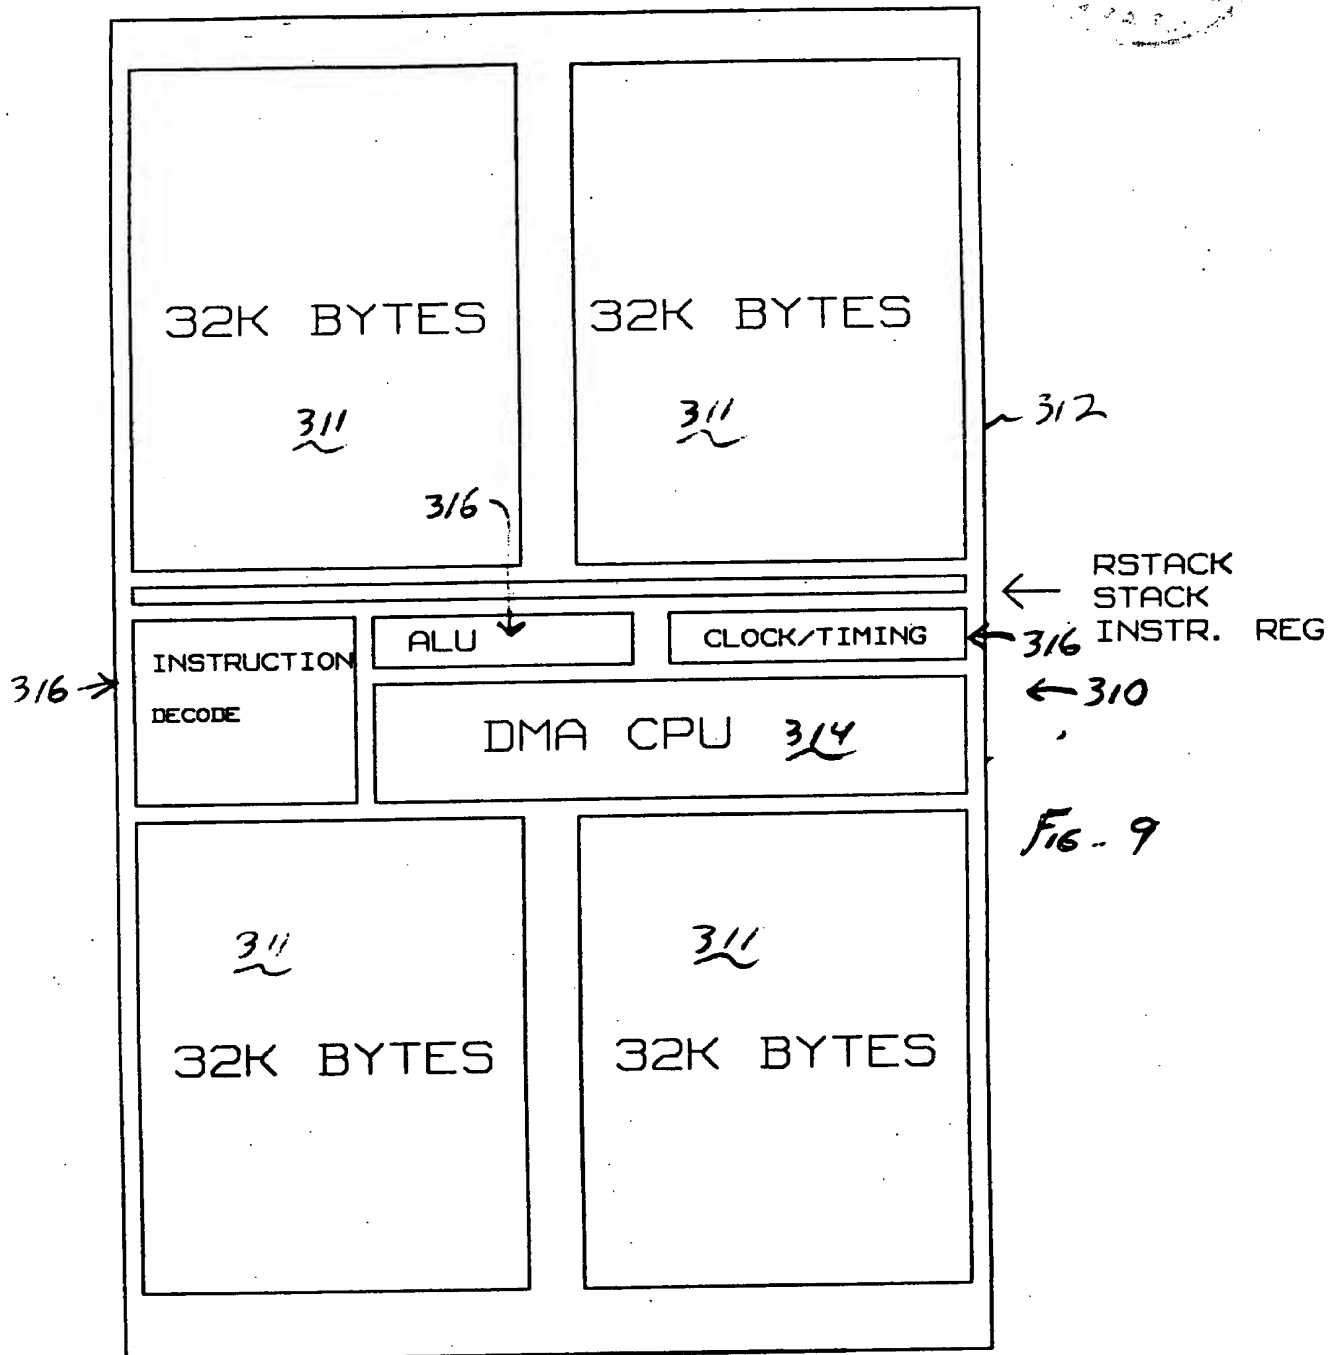 32K BYTES
32K BYTES
311
311
312
316
RSTACK
STACK
INSTR. REG
ALU
CLOCK/TIMING
316
INSTRUCTION
DECODE
316
310
DMA CPU 314
FIG. 9
311
311
32K BYTES
32K BYTES